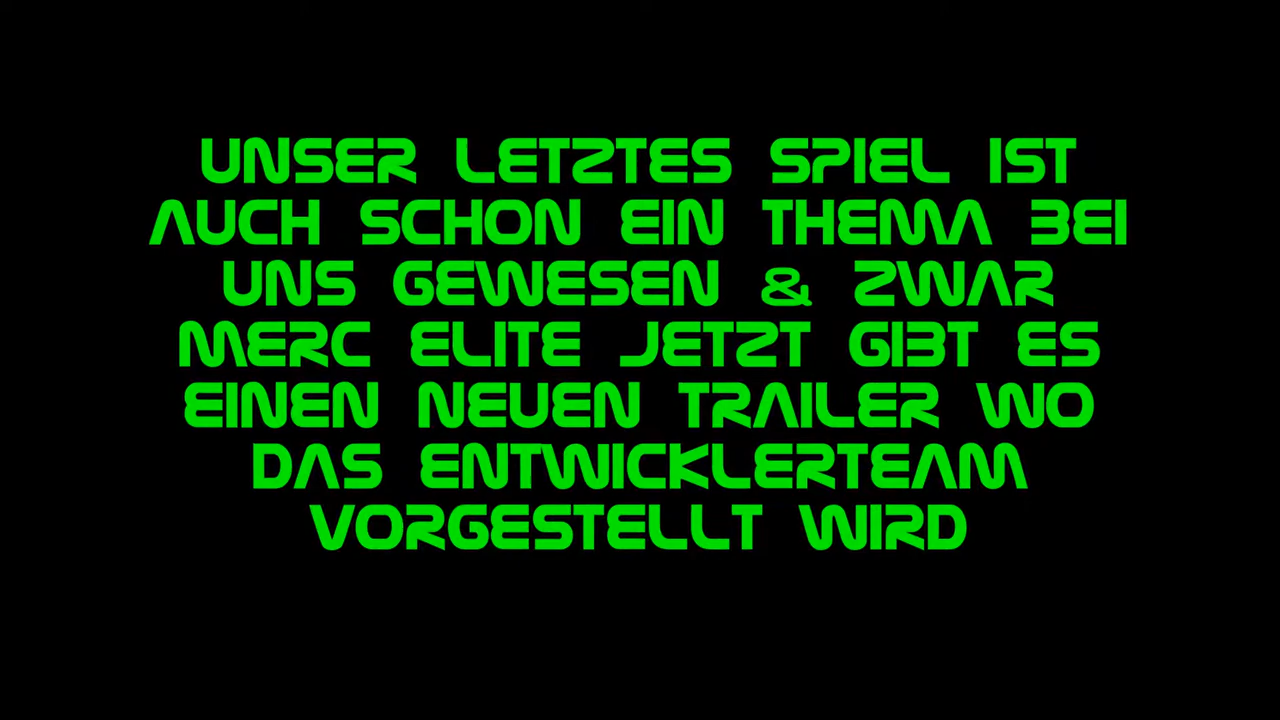 UNSER LETZTES SPIEL IST
AUCH SCHON EIN THEMA BEI
UNS GEWESEN & ZWAR
MERC ELITE JETZT GIBT ES
EINEN NEUEN TRAILER WO
DAS ENTWICKLERTEAM
VORGESTELLT WIRD